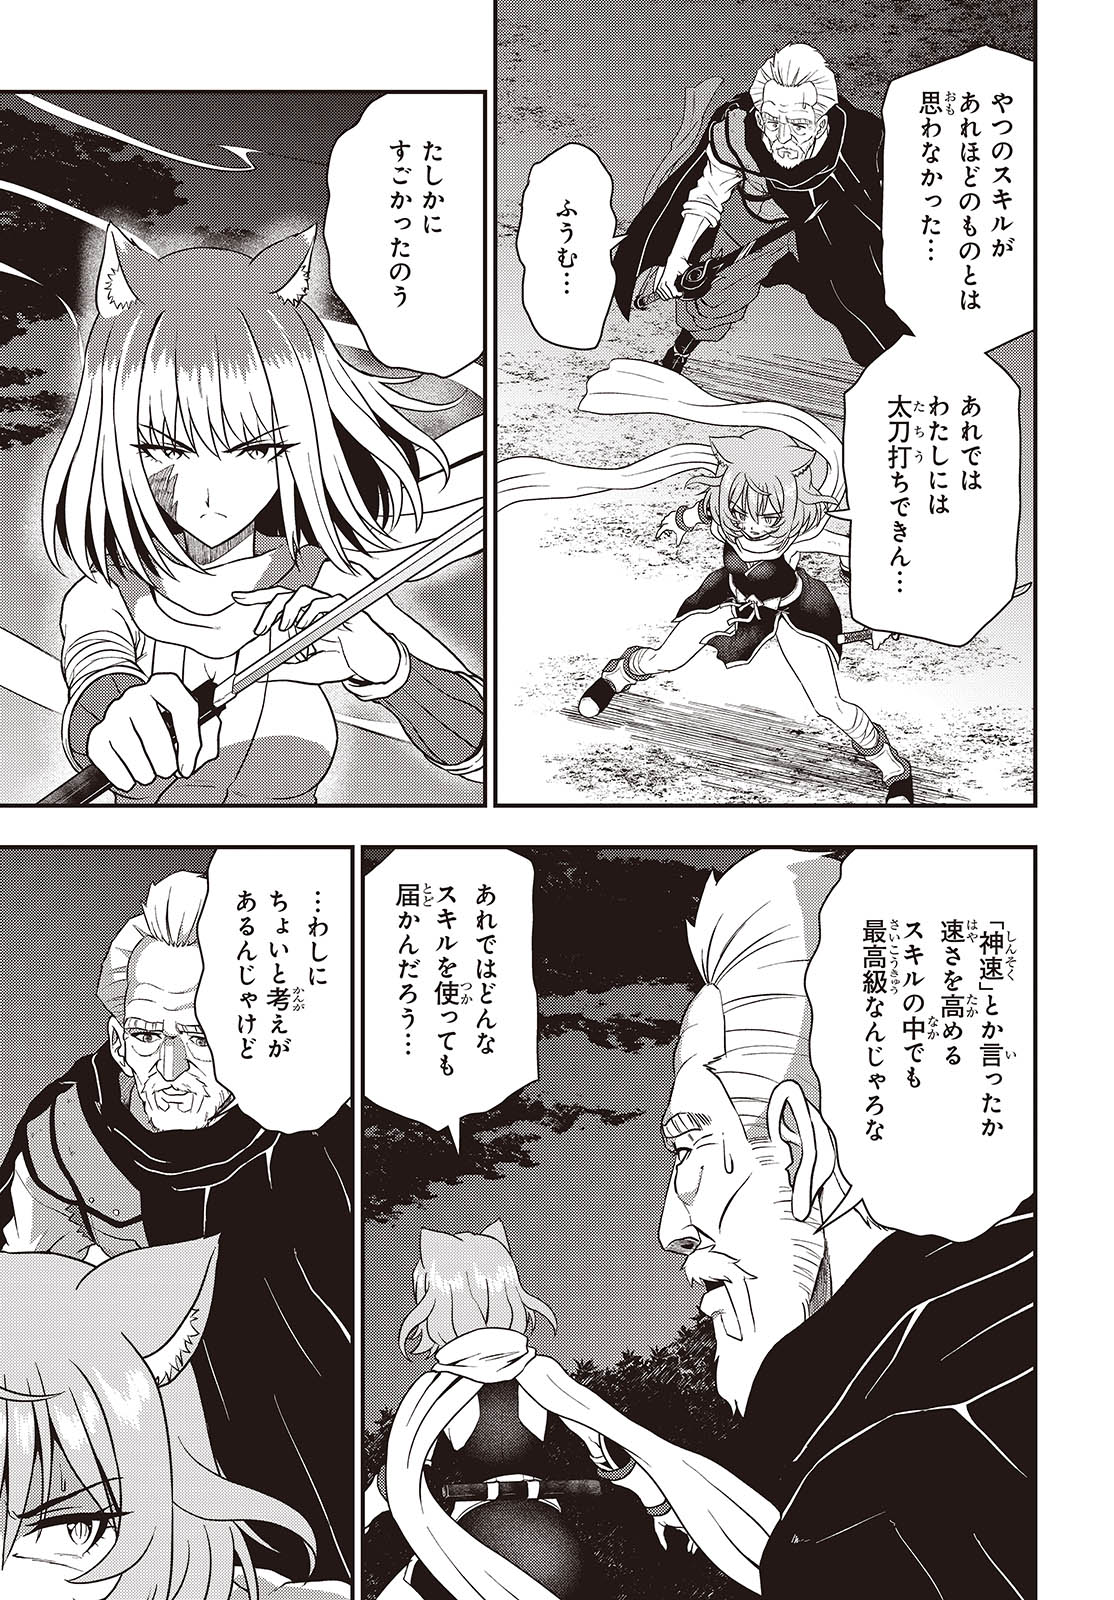 やつのスキルが
あれほどのものとは
思わなかった…
ふうむ…
あれでは
わたしには
太刀打ちできん…
たしかに
すごかったのう
「神速」とか言ったか
速さを高める
スキルの中でも
最高級なんじゃろな
あれではどんな
スキルを使っても
届かんだろう…
…わしに
ちょいと考えが
あるんじゃけど